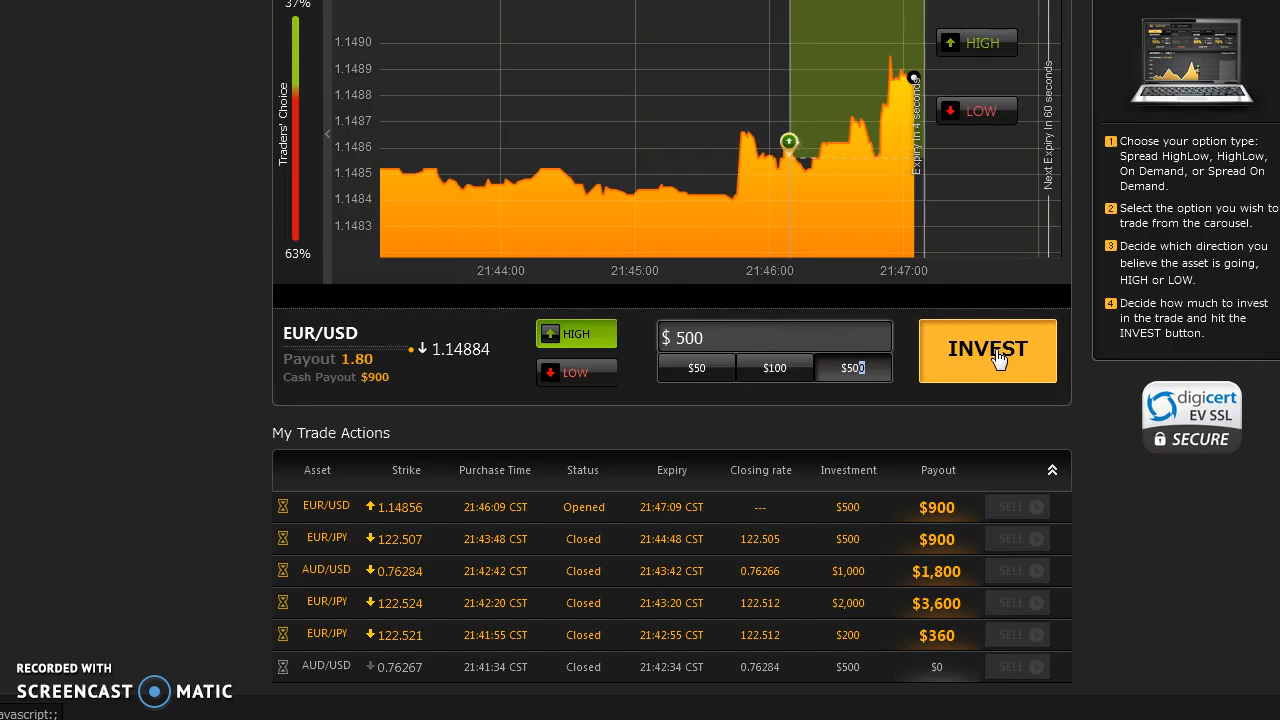 37%
Traders' Choice
63%
1.1490
1.1489
1.1488
1.1487
1.1486
1.1485
1.1484
1.1483
21:44:00
21:45:00
21:46:00
21:47:00
Expiry in 4 seconds
Next Expiry In 60 seconds
HIGH
LOW
1 Choose your option type: Spread HighLow, HighLow, On Demand, or Spread On Demand.
2 Select the option you wish to trade from the carousel.
3 Decide which direction you believe the asset is going, HIGH or LOW.
4 Decide how much to invest in the trade and hit the INVEST button.
digicert
EV SSL
SECURE
EUR/USD
Payout 1.80
Cash Payout $900
1.14884
HIGH
LOW
$ 500
$50 $100 $500
INVEST
My Trade Actions
Asset Strike Purchase Time Status Expiry Closing rate Investment Payout
EUR/USD 1.14856 21:46:09 CST Opened 21:47:09 CST --- $500 $900 SELL
EUR/JPY 122.507 21:43:48 CST Closed 21:44:48 CST 122.505 $500 $900 SELL
AUD/USD 0.76284 21:42:42 CST Closed 21:43:42 CST 0.76266 $1,000 $1,800 SELL
EUR/JPY 122.524 21:42:20 CST Closed 21:43:20 CST 122.512 $2,000 $3,600 SELL
EUR/JPY 122.521 21:41:55 CST Closed 21:42:55 CST 122.512 $200 $360 SELL
AUD/USD 0.76267 21:41:34 CST Closed 21:42:34 CST 0.76284 $500 $0 SELL
RECORDED WITH
SCREENCAST MATIC
avascript:;